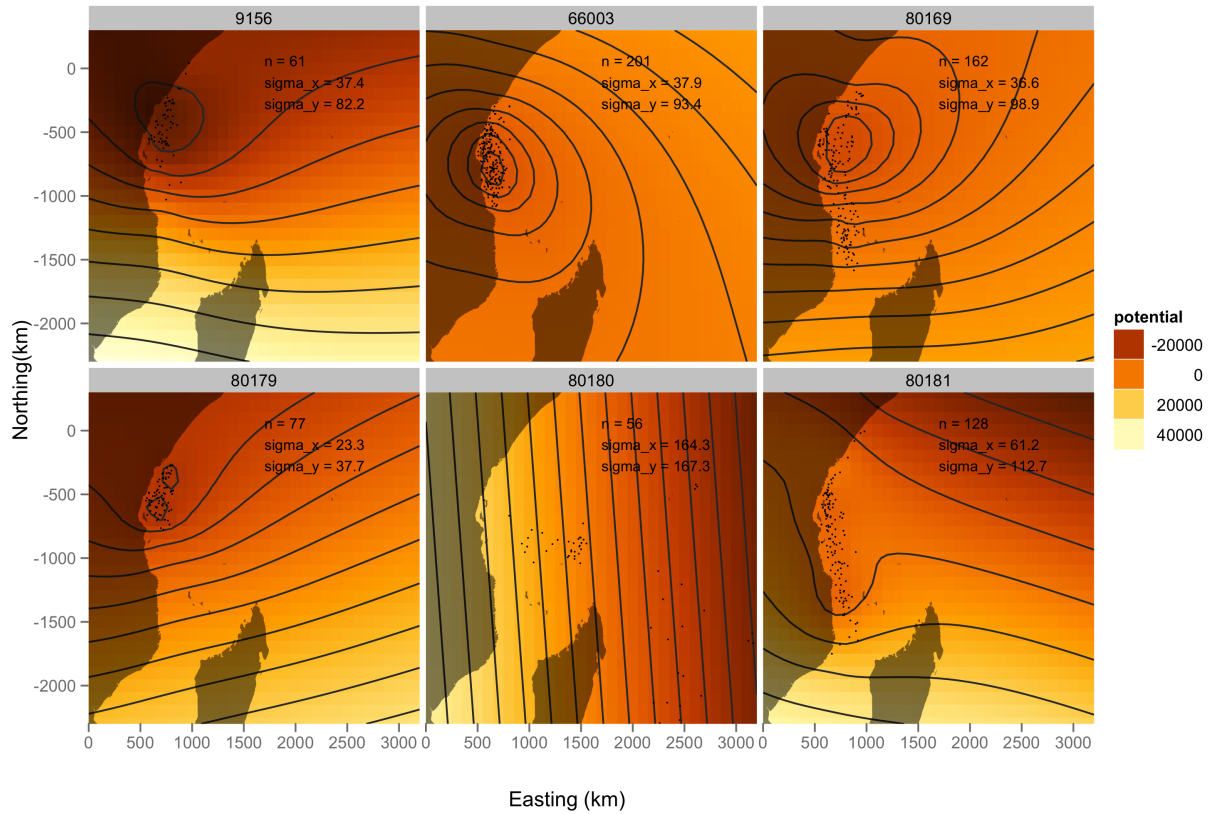 9156
66003
80169
n = 61
sigma_x = 37.4
sigma_y = 82.2
n = 201
sigma_x = 37.9
sigma_y = 93.4
n = 162
sigma_x = 36.6
sigma_y = 98.9
0
-500
-1000
-1500
-2000
80179
80180
80181
n = 77
sigma_x = 23.3
sigma_y = 37.7
n = 56
sigma_x = 164.3
sigma_y = 167.3
n = 128
sigma_x = 61.2
sigma_y = 112.7
0
-500
-1000
-1500
-2000
0 500 1000 1500 2000 2500 3000
0 500 1000 1500 2000 2500 3000
0 500 1000 1500 2000 2500 3000
Northing(km)
Easting (km)
potential
-20000
0
20000
40000